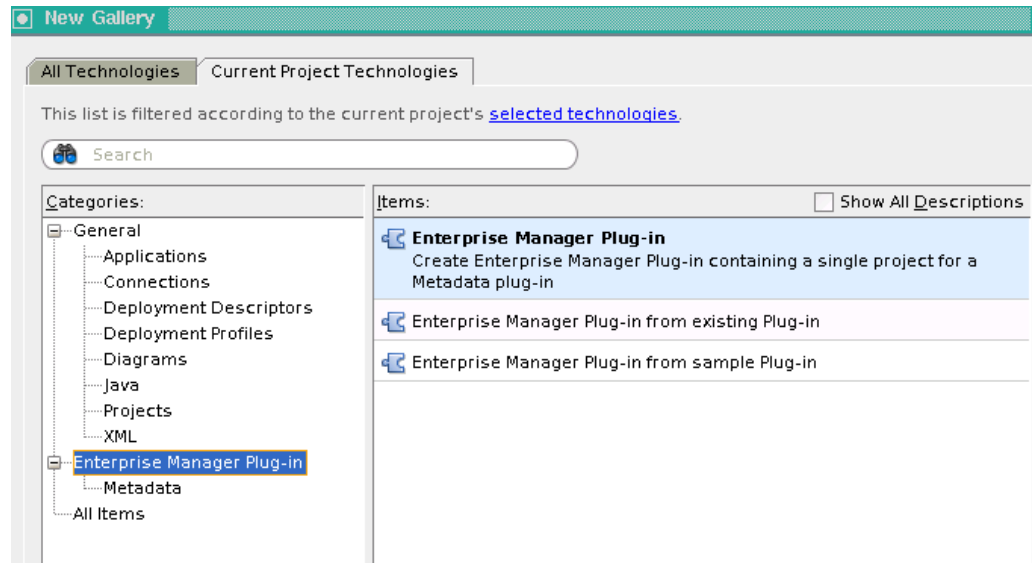 New Gallery
All Technologies
Current Project Technologies
This list is filtered according to the current project's selected technologies.
Search
Categories:
General
Applications
Connections
Deployment Descriptors
Deployment Profiles
Diagrams
Java
Projects
XML
Enterprise Manager Plug-in
Metadata
All Items
Items:
Show All Descriptions
Enterprise Manager Plug-in
Create Enterprise Manager Plug-in containing a single project for a
Metadata plug-in
Enterprise Manager Plug-in from existing Plug-in
Enterprise Manager Plug-in from sample Plug-in